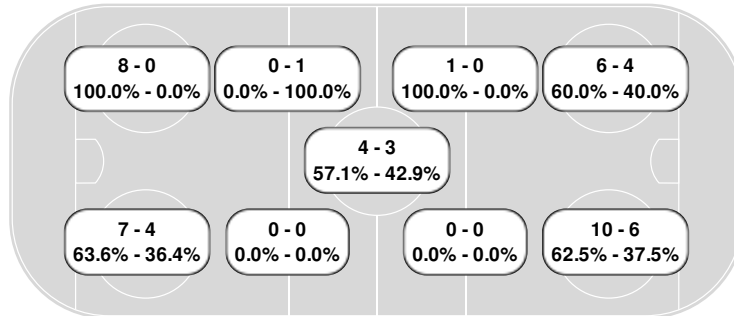 8 - 0
100.0% - 0.0%
0 - 1
0.0% - 100.0%
1 - 0
100.0% - 0.0%
6 - 4
60.0% - 40.0%
4 - 3
57.1% - 42.9%
7 - 4
63.6% - 36.4%
0 - 0
0.0% - 0.0%
0 - 0
0.0% - 0.0%
10 - 6
62.5% - 37.5%